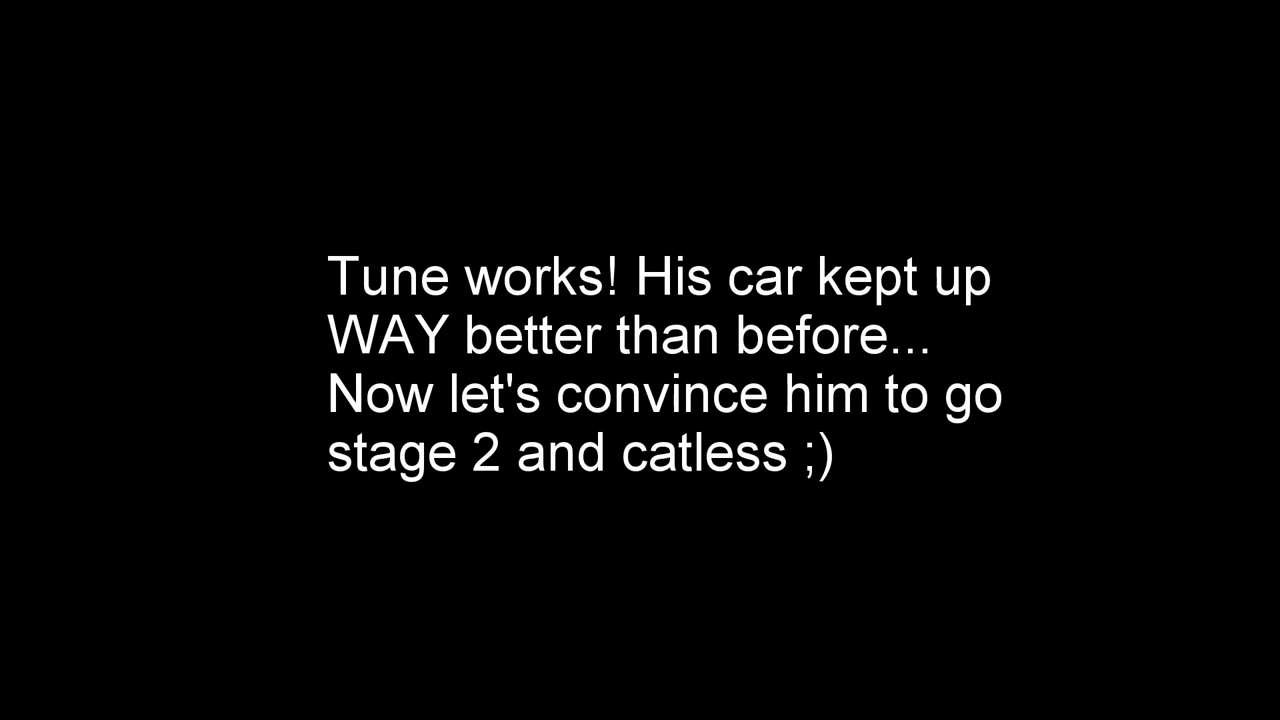 Tune works! His car kept up
WAY better than before...
Now let's convince him to go
stage 2 and catless ;)